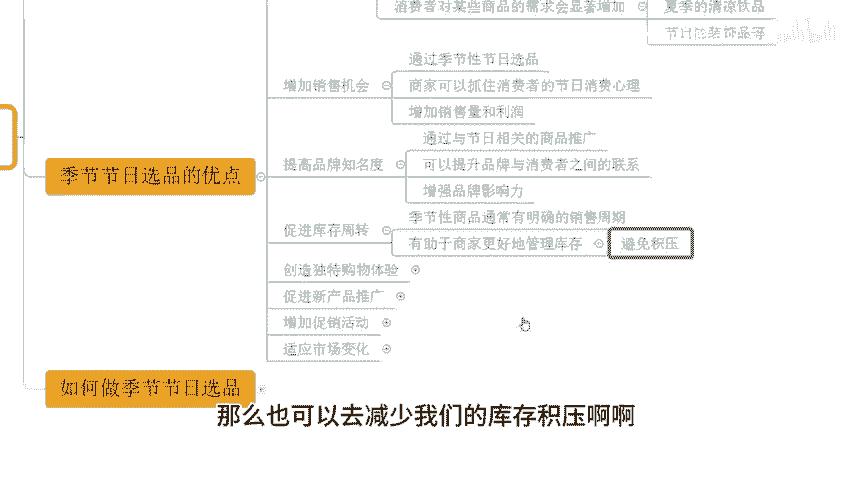 消费者对某些商品的需求会显著增加
夏季的清凉饮品
节日的装饰品等
增加销售机会
通过季节性节日选品
商家可以抓住消费者的节日消费心理
增加销售量和利润
季节节日选品的优点
提高品牌知名度
通过与节日相关的商品推广
可以提升品牌与消费者之间的联系
增强品牌影响力
促进库存周转
季节性商品通常有明确的销售周期
有助于商家更好地管理库存
避免积压
创造独特购物体验
促进新产品推广
增加促销活动
适应市场变化
如何做季节节日选品
那么也可以去减少我们的库存积压啊啊